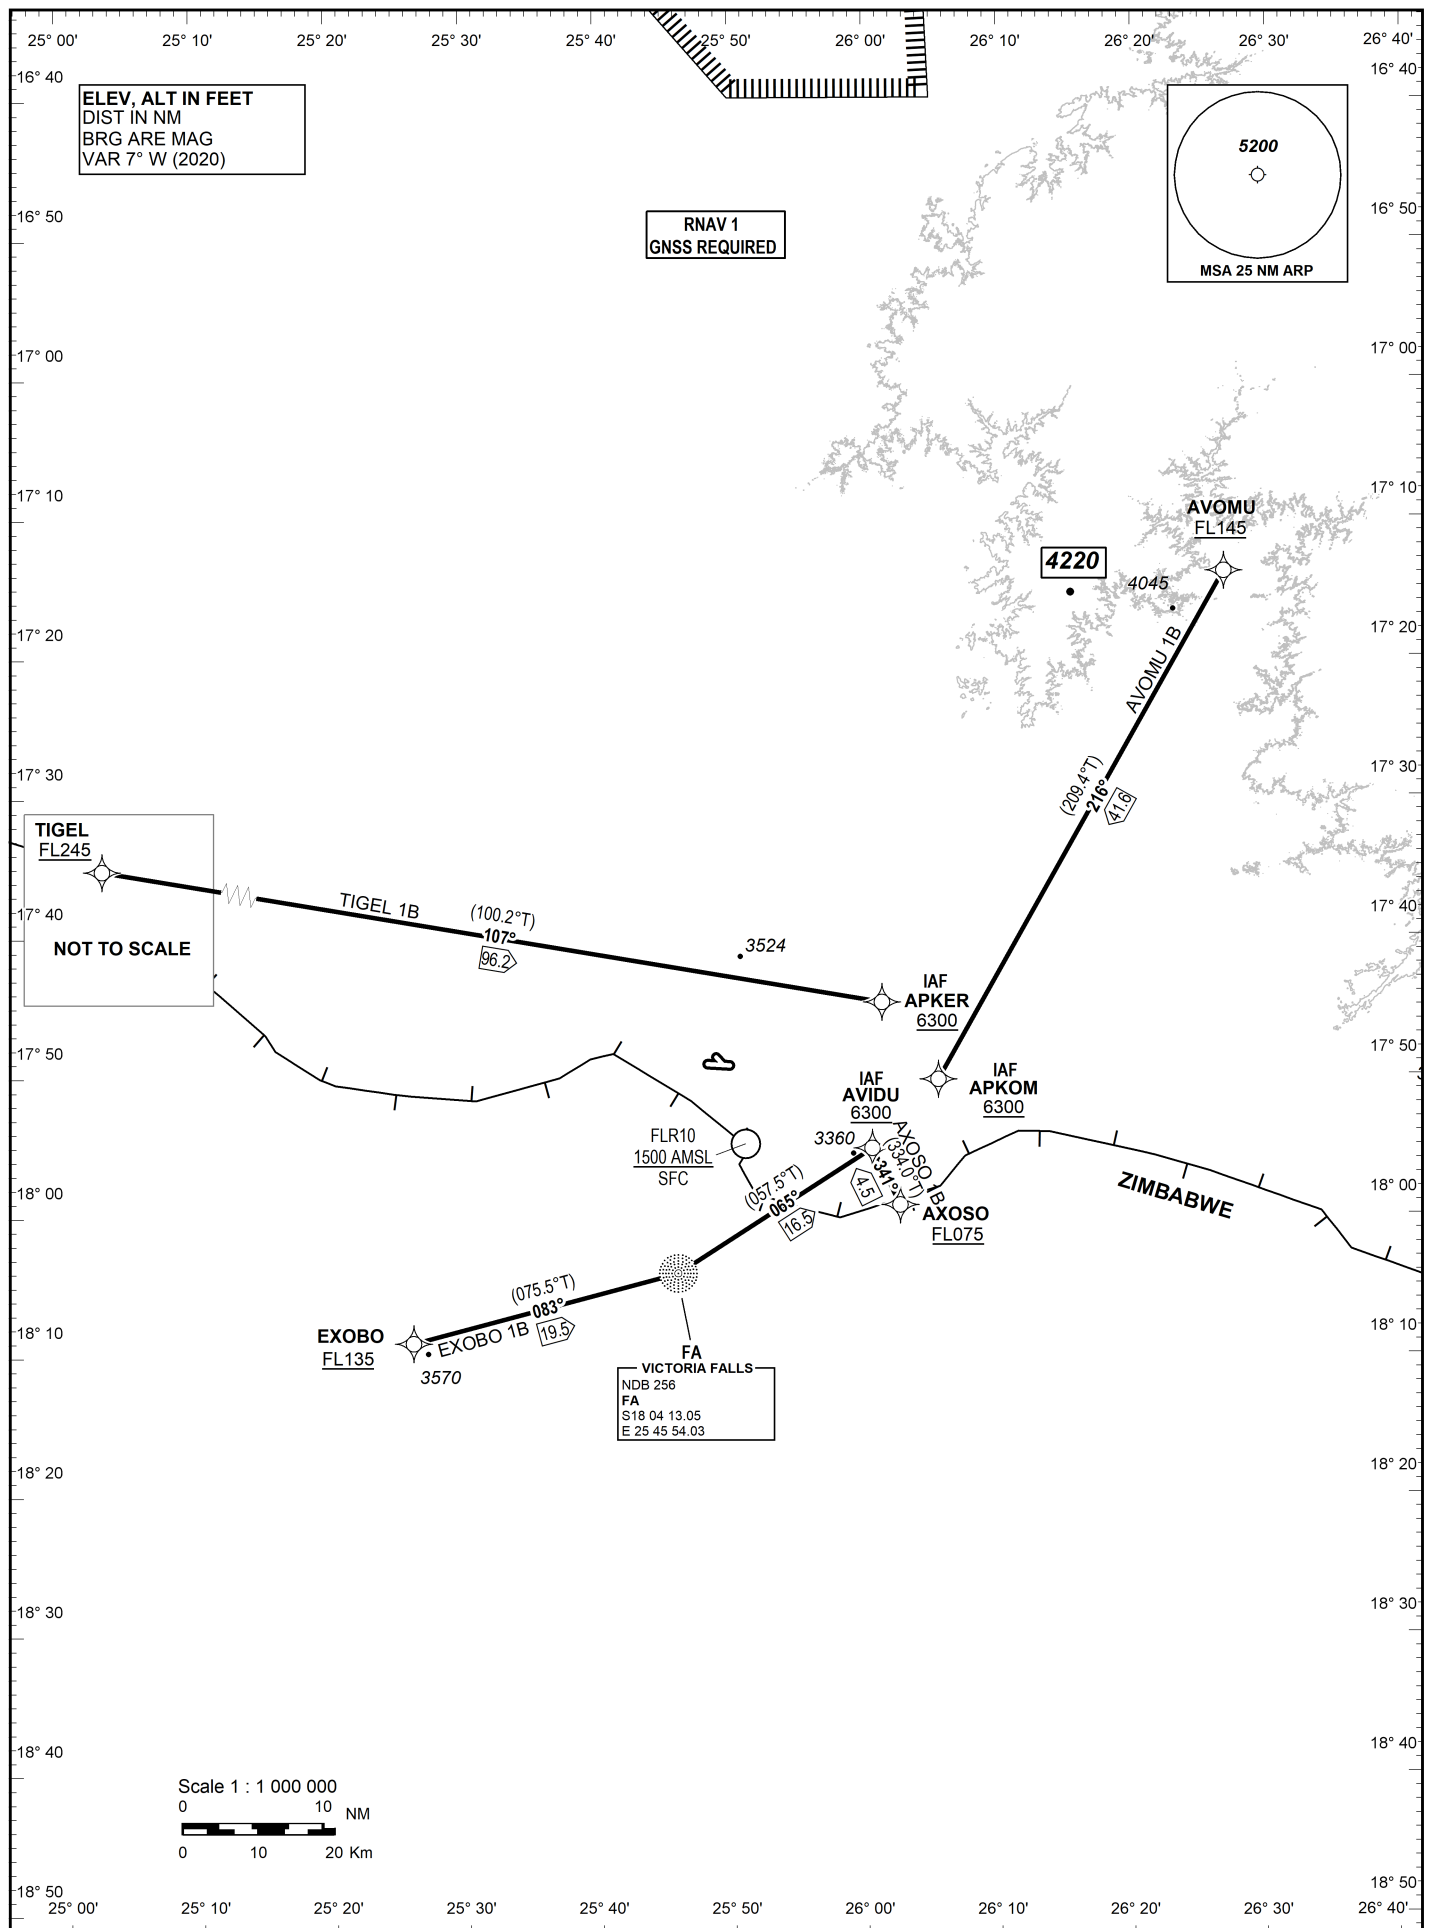 25° 00' 25° 10' 25° 20' 25° 30' 25° 40' 25° 50' 26° 00' 26° 10' 26° 20' 26° 30' 26° 40'
16° 40
16° 40
ELEV, ALT IN FEET
DIST IN NM
BRG ARE MAG
VAR 7° W (2020)
5200
MSA 25 NM ARP
16° 50
16° 50
RNAV 1
GNSS REQUIRED
17° 00
17° 00
17° 10
17° 10
AVOMU
FL145
4220
4045
17° 20
17° 20
AVOMU 1B
17° 30
17° 30
(209.4°T)
216°
41.6
TIGEL
FL245
NOT TO SCALE
TIGEL 1B
(100.2°T)
107°
96.2
17° 40
17° 40
3524
IAF
APKER
6300
17° 50
17° 50
IAF
APKOM
6300
IAF
AVIDU
6300
AXOSO 1B
(334.0°T)
341°
4.5
3360
FLR10
1500 AMSL
SFC
18° 00
18° 00
ZIMBABWE
(057.5°T)
065°
16.5
AXOSO
FL075
(075.5°T)
083°
19.5
EXOBO 1B
18° 10
18° 10
EXOBO
FL135
3570
FA
VICTORIA FALLS
NDB 256
FA
S18 04 13.05
E 25 45 54.03
18° 20
18° 20
18° 30
18° 30
18° 40
18° 40
Scale 1 : 1 000 000
0 10 NM
0 10 20 Km
18° 50
18° 50
25° 00' 25° 10' 25° 20' 25° 30' 25° 40' 25° 50' 26° 00' 26° 10' 26° 20' 26° 30' 26° 40'